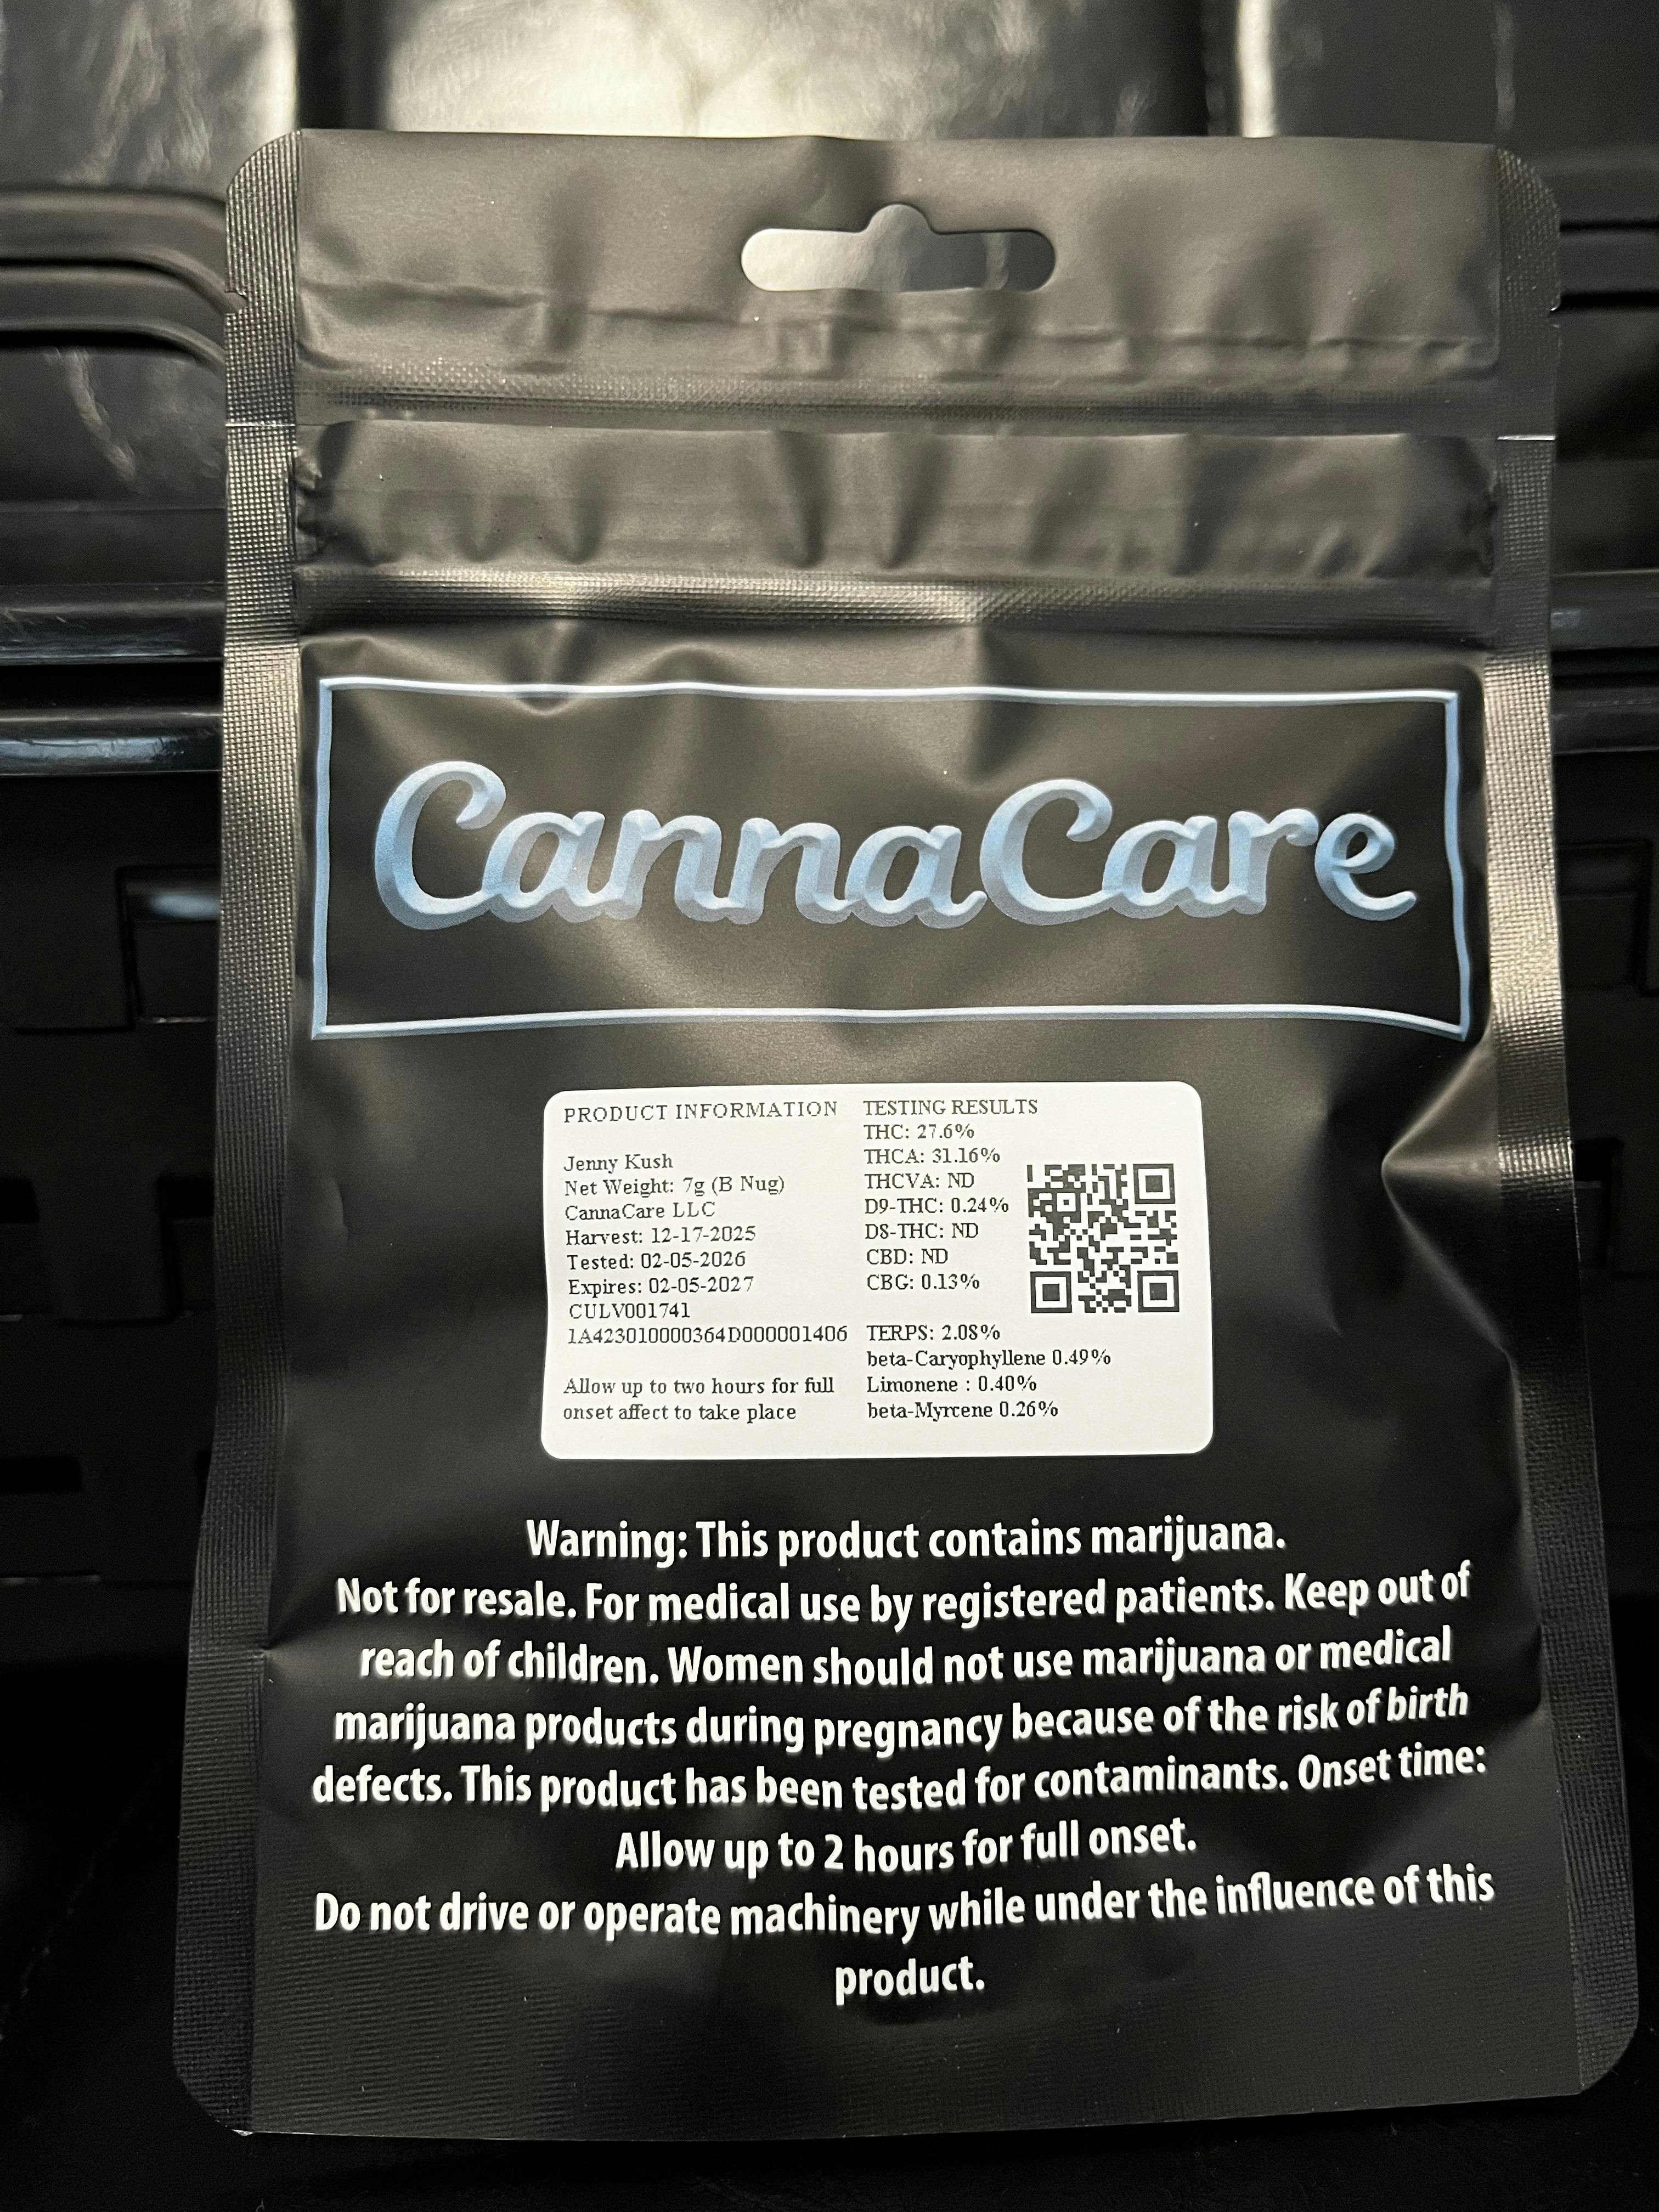 CannaCare
PRODUCT INFORMATION
Jenny Kush
Net Weight: 7g (B Nug)
CannaCare LLC
Harvest: 12-17-2025
Tested: 02-05-2026
Expires: 02-05-2027
CULV001741
1A423010000364D000001406
Allow up to two hours for full
onset affect to take place
TESTING RESULTS
THC: 27.6%
THCA: 31.16%
THCVA: ND
D9-THC: 0.24%
D8-THC: ND
CBD: ND
CBG: 0.13%
TERPS: 2.08%
beta-Caryophyllene 0.49%
Limonene : 0.40%
beta-Myrcene 0.26%
Warning: This product contains marijuana.
Not for resale. For medical use by registered patients. Keep out of
reach of children. Women should not use marijuana or medical
marijuana products during pregnancy because of the risk of birth
defects. This product has been tested for contaminants. Onset time:
Allow up to 2 hours for full onset.
Do not drive or operate machinery while under the influence of this
product.